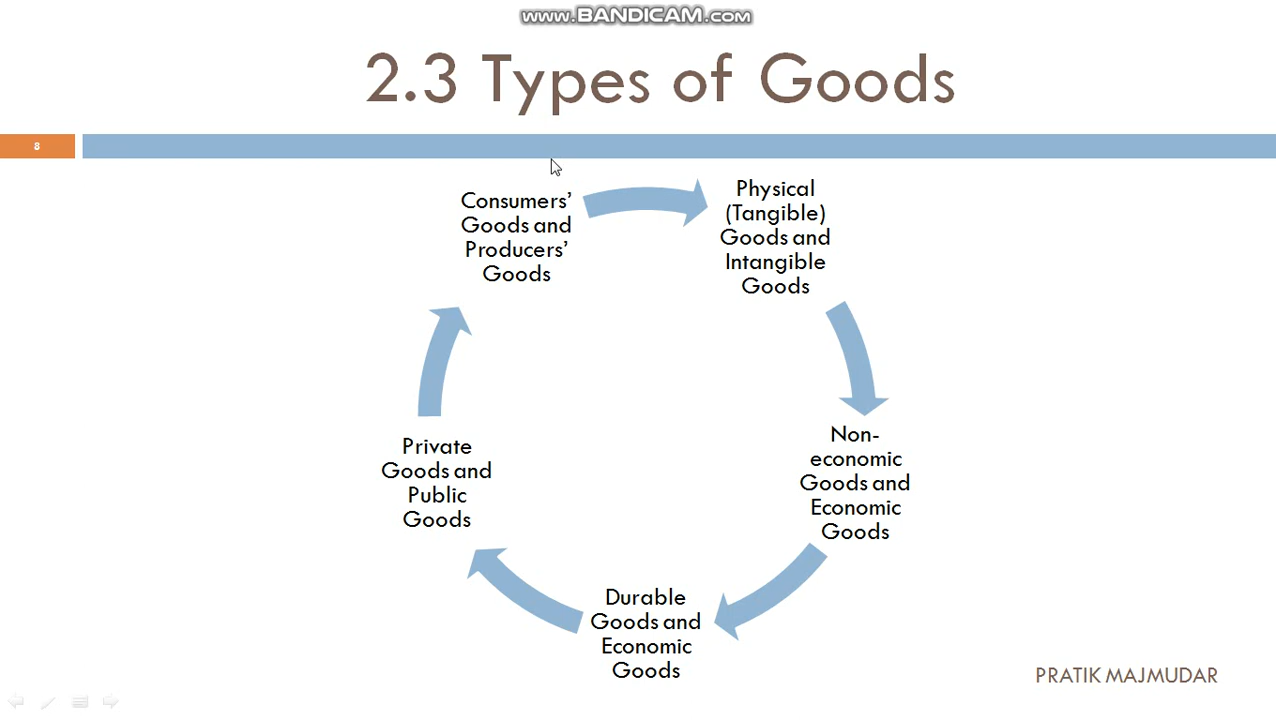 www.BANDICAM.com
2.3 Types of Goods
8
Physical
(Tangible)
Goods and
Intangible
Goods
Non-
economic
Goods and
Economic
Goods
Durable
Goods and
Economic
Goods
Private
Goods and
Public
Goods
Consumers’
Goods and
Producers’
Goods
PRATIK MAJMUDAR